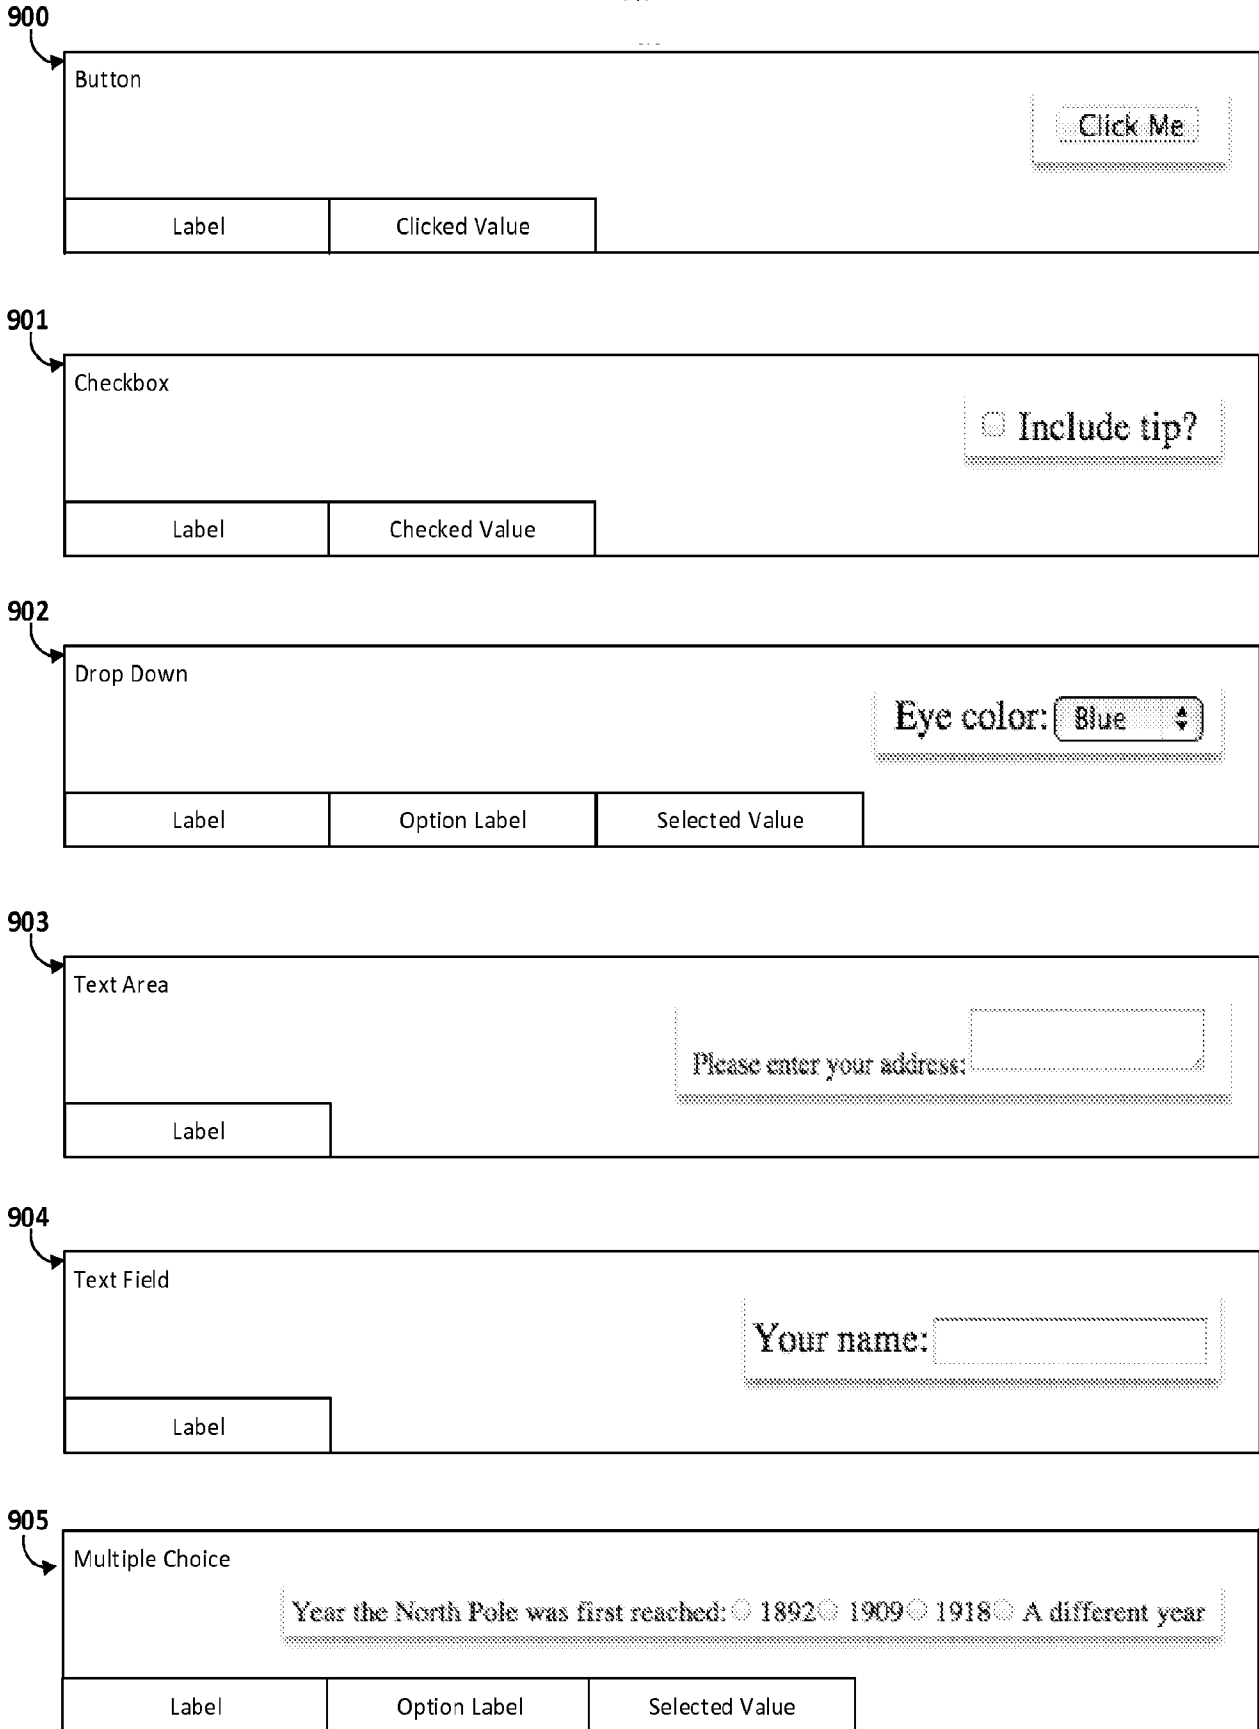 900
Button
Click Me
Label Clicked Value
901
Checkbox
Include tip?
Label Checked Value
902
Drop Down
Eye color: Blue
Label Option Label Selected Value
903
Text Area
Please enter your address:
Label
904
Text Field
Your name:
Label
905
Multiple Choice
Year the North Pole was first reached: 1892 1909 1918 A different year
Label Option Label Selected Value